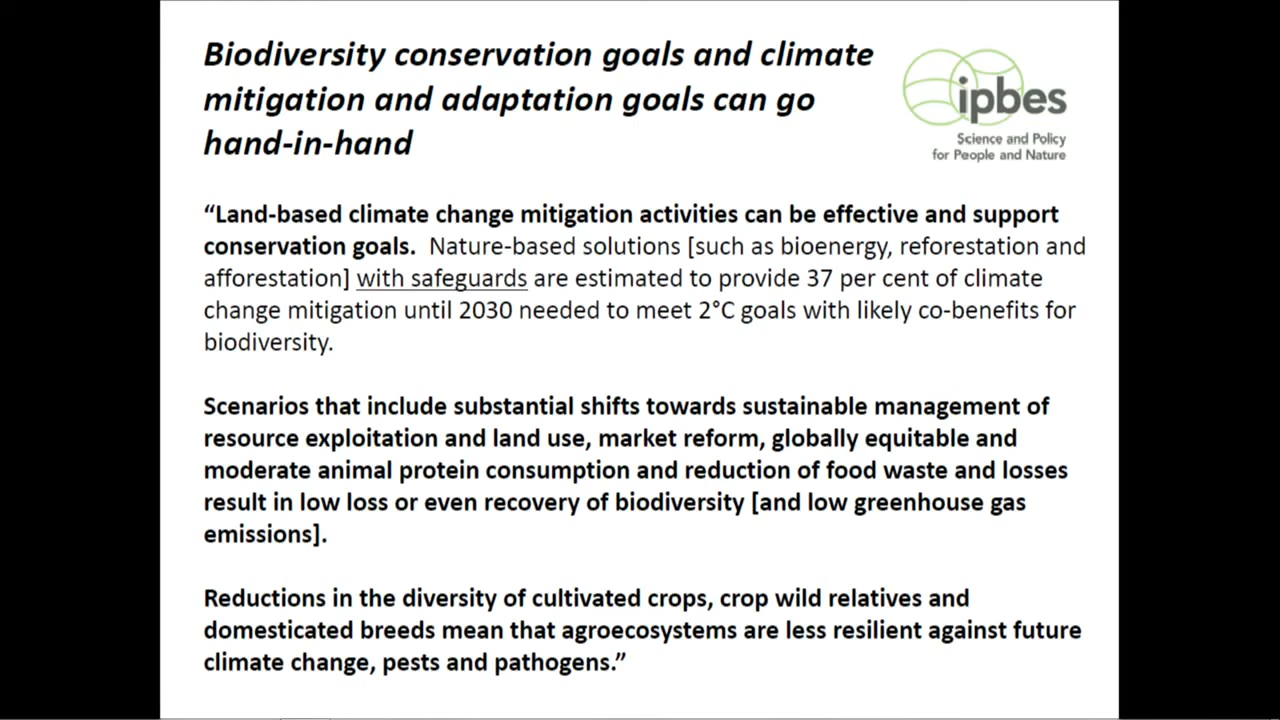 Biodiversity conservation goals and climate
mitigation and adaptation goals can go
hand-in-hand
ipbes
Science and Policy
for People and Nature
“Land-based climate change mitigation activities can be effective and support
conservation goals.  Nature-based solutions [such as bioenergy, reforestation and
afforestation] with safeguards are estimated to provide 37 per cent of climate
change mitigation until 2030 needed to meet 2°C goals with likely co-benefits for
biodiversity.
Scenarios that include substantial shifts towards sustainable management of
resource exploitation and land use, market reform, globally equitable and
moderate animal protein consumption and reduction of food waste and losses
result in low loss or even recovery of biodiversity [and low greenhouse gas
emissions].
Reductions in the diversity of cultivated crops, crop wild relatives and
domesticated breeds mean that agroecosystems are less resilient against future
climate change, pests and pathogens.”